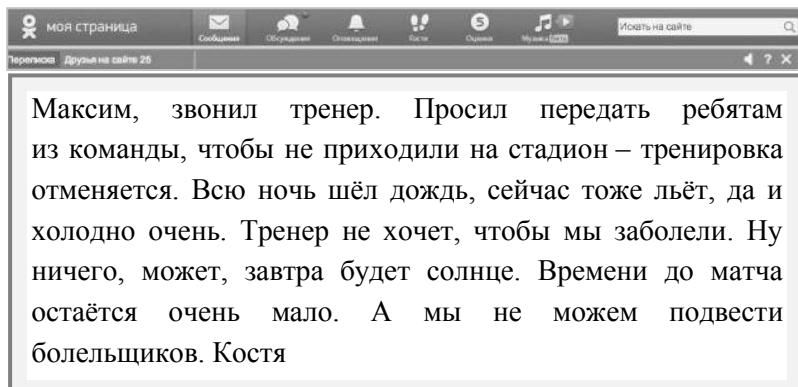 моя страница
Сообщения Обсуждения Оповещения Гости Оценки Музыка
Искать на сайте
Переписка Друзья на сайте 26
Максим, звонил тренер. Просил передать ребятам
из команды, чтобы не приходили на стадион – тренировка
отменяется. Всю ночь шёл дождь, сейчас тоже льёт, да и
холодно очень. Тренер не хочет, чтобы мы заболели. Ну
ничего, может, завтра будет солнце. Времени до матча
остаётся очень мало. А мы не можем подвести
болельщиков. Костя